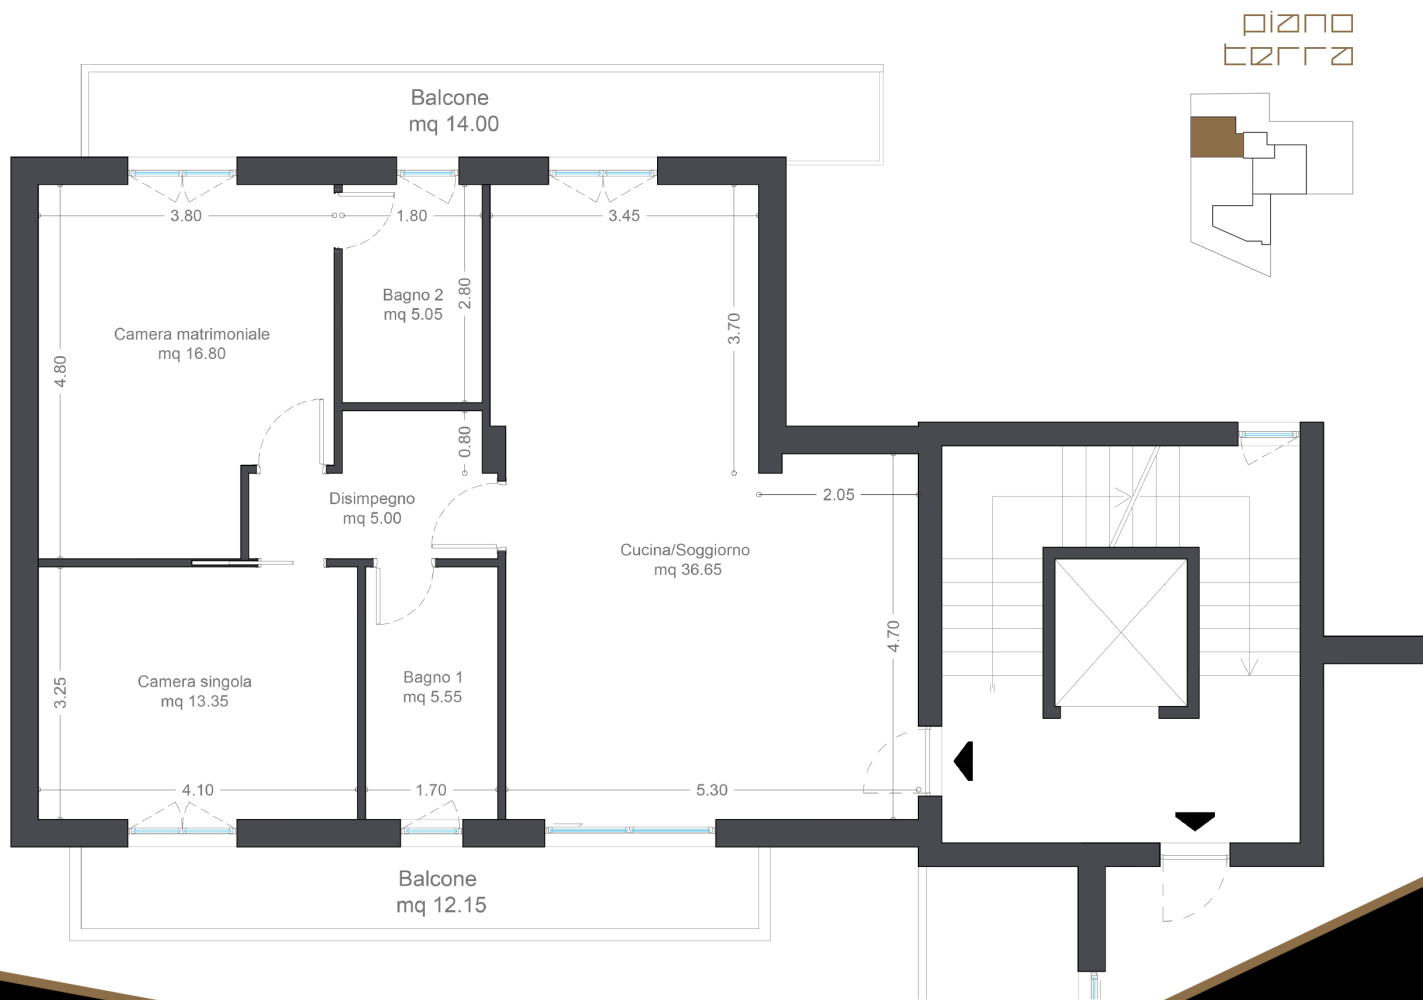 piano
terra
Balcone
mq 14.00
3.80
1.80
3.45
Bagno 2
mq 5.05
2.80
3.70
Camera matrimoniale
mq 16.80
4.80
0.80
Disimpegno
mq 5.00
2.05
Cucina/Soggiorno
mq 36.65
4.70
Camera singola
mq 13.35
3.25
Bagno 1
mq 5.55
4.10
1.70
5.30
Balcone
mq 12.15